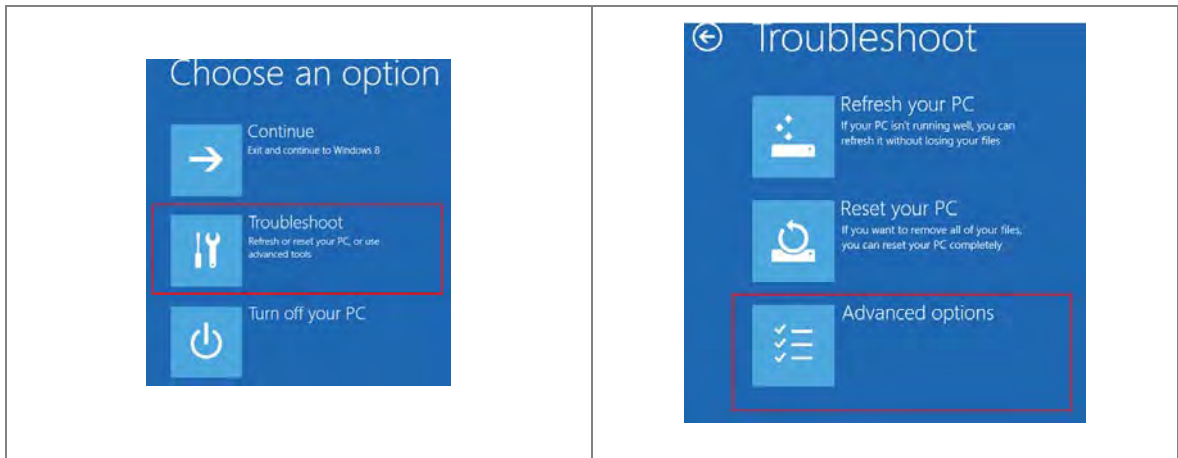 Choose an option
Continue
Exit and continue to Windows 8
Troubleshoot
Refresh or reset your PC, or use
advanced tools
Turn off your PC
Troubleshoot
Refresh your PC
If your PC isn't running well, you can
refresh it without losing your files
Reset your PC
If you want to remove all of your files,
you can reset your PC completely
Advanced options